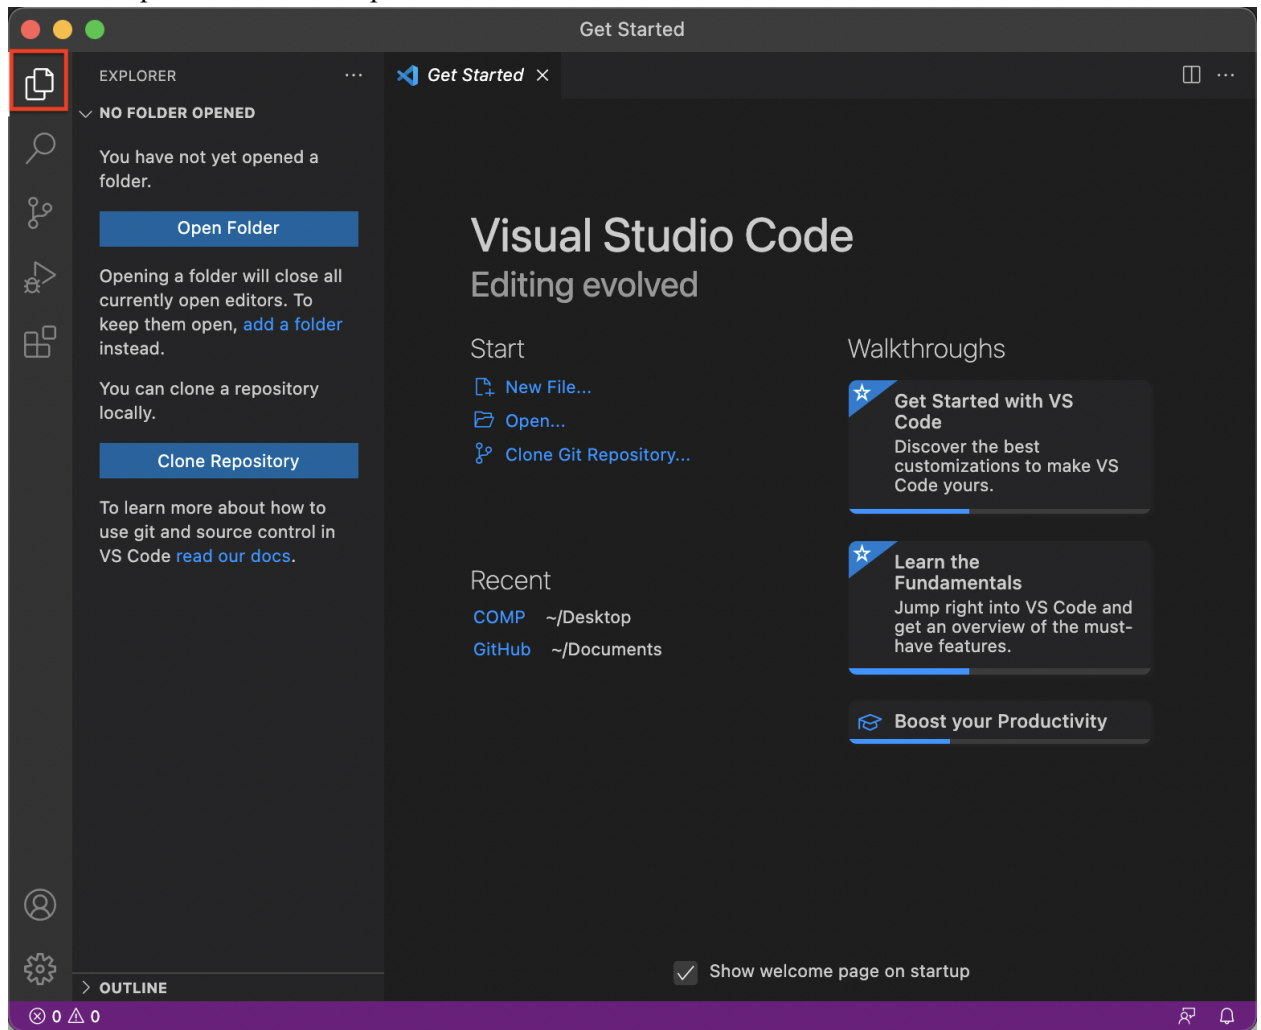 Get Started
EXPLORER
Get Started
NO FOLDER OPENED
You have not yet opened a
folder.
Open Folder
Opening a folder will close all
currently open editors. To
keep them open, add a folder
instead.
You can clone a repository
locally.
Clone Repository
To learn more about how to
use git and source control in
VS Code read our docs.
OUTLINE
Visual Studio Code
Editing evolved
Start
New File...
Open...
Clone Git Repository...
Recent
COMP ~/Desktop
GitHub ~/Documents
Walkthroughs
Get Started with VS
Code
Discover the best
customizations to make VS
Code yours.
Learn the
Fundamentals
Jump right into VS Code and
get an overview of the must-
have features.
Boost your Productivity
Show welcome page on startup
0 0